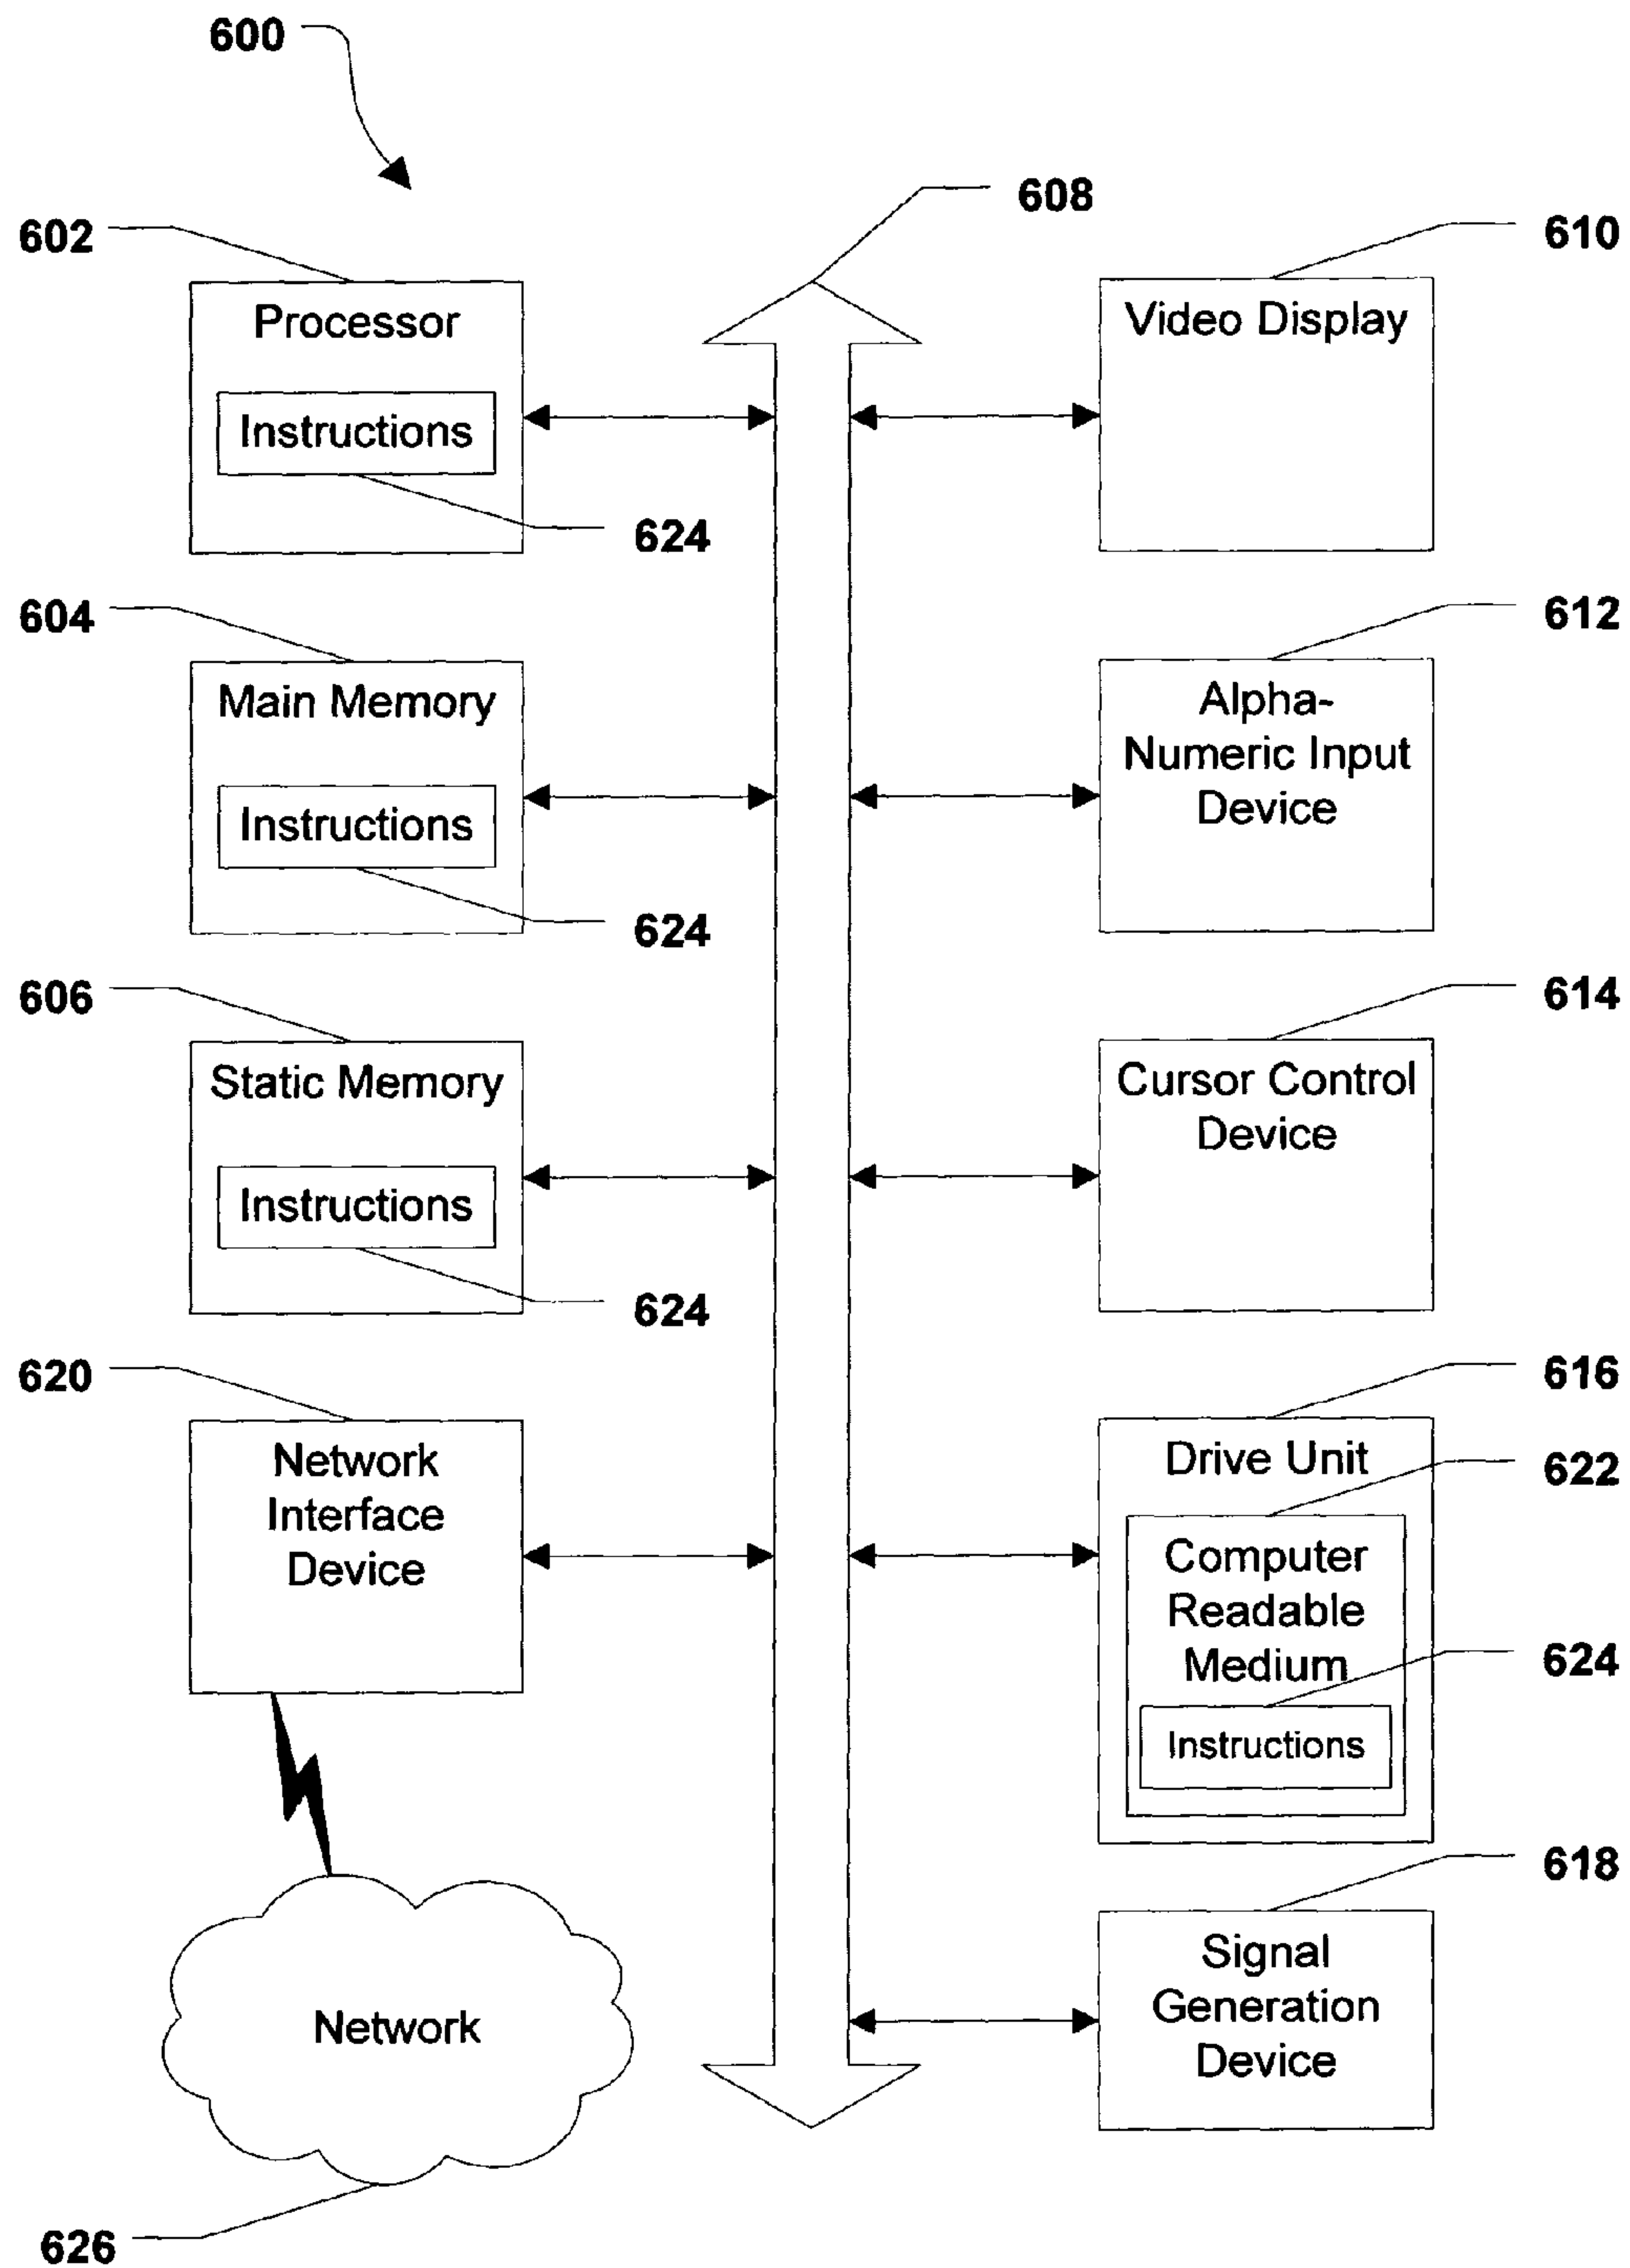 600
608
602
610
Processor
Instructions
624
Video Display
604
612
Main Memory
Instructions
624
Alpha-
Numeric Input
Device
606
614
Static Memory
Instructions
624
Cursor Control
Device
620
616
Network
Interface
Device
Drive Unit
622
Computer
Readable
Medium
624
Instructions
618
Signal
Generation
Device
Network
626